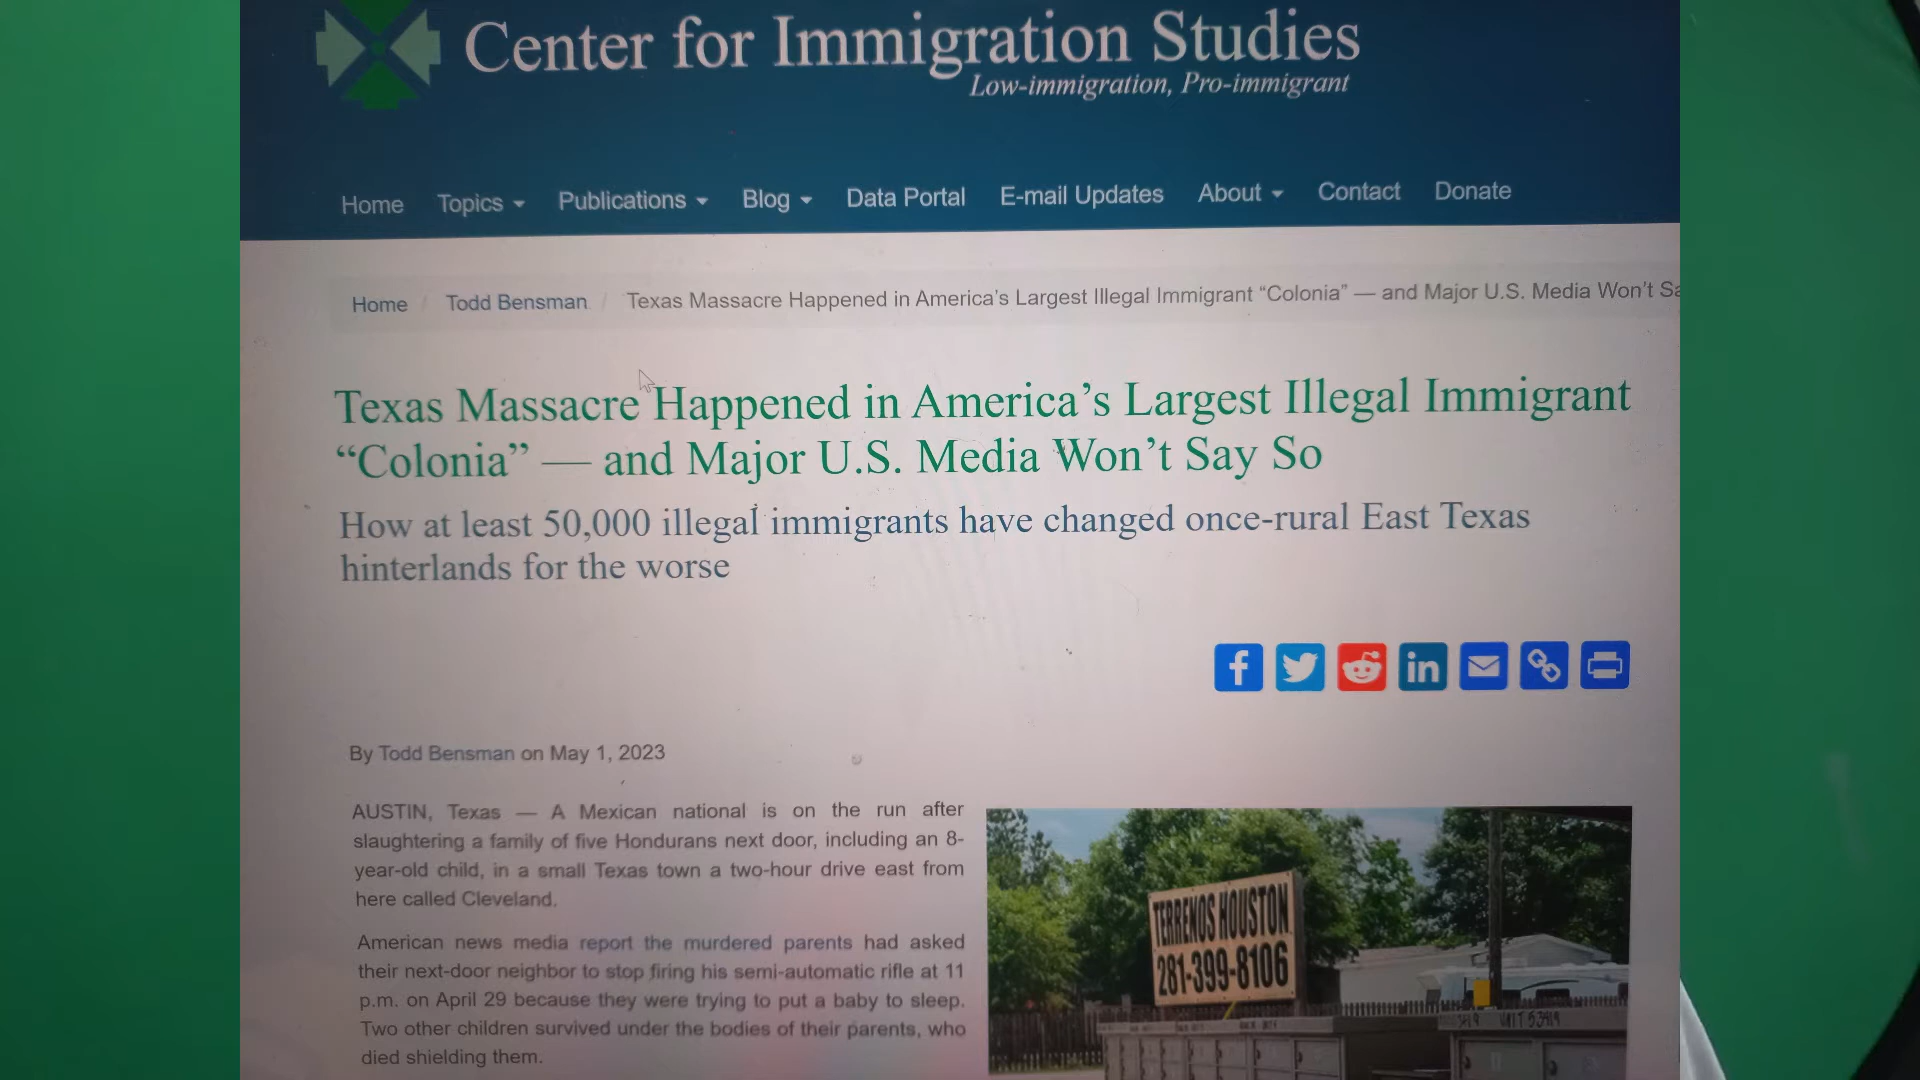 Center for Immigration Studies
Low-immigration, Pro-immigrant
Home Topics Publications Blog Data Portal E-mail Updates About Contact Donate
Home / Todd Bensman / Texas Massacre Happened in America's Largest Illegal Immigrant “Colonia” — and Major U.S. Media Won't Sa
Texas Massacre Happened in America's Largest Illegal Immigrant
“Colonia” — and Major U.S. Media Won't Say So
How at least 50,000 illegal immigrants have changed once-rural East Texas
hinterlands for the worse
f in
By Todd Bensman on May 1, 2023
AUSTIN, Texas — A Mexican national is on the run after
slaughtering a family of five Hondurans next door, including an 8-
year-old child, in a small Texas town a two-hour drive east from
here called Cleveland.
American news media report the murdered parents had asked
their next-door neighbor to stop firing his semi-automatic rifle at 11
p.m. on April 29 because they were trying to put a baby to sleep.
Two other children survived under the bodies of their parents, who
died shielding them.
TERRENOS HOUSTON
281-399-8106